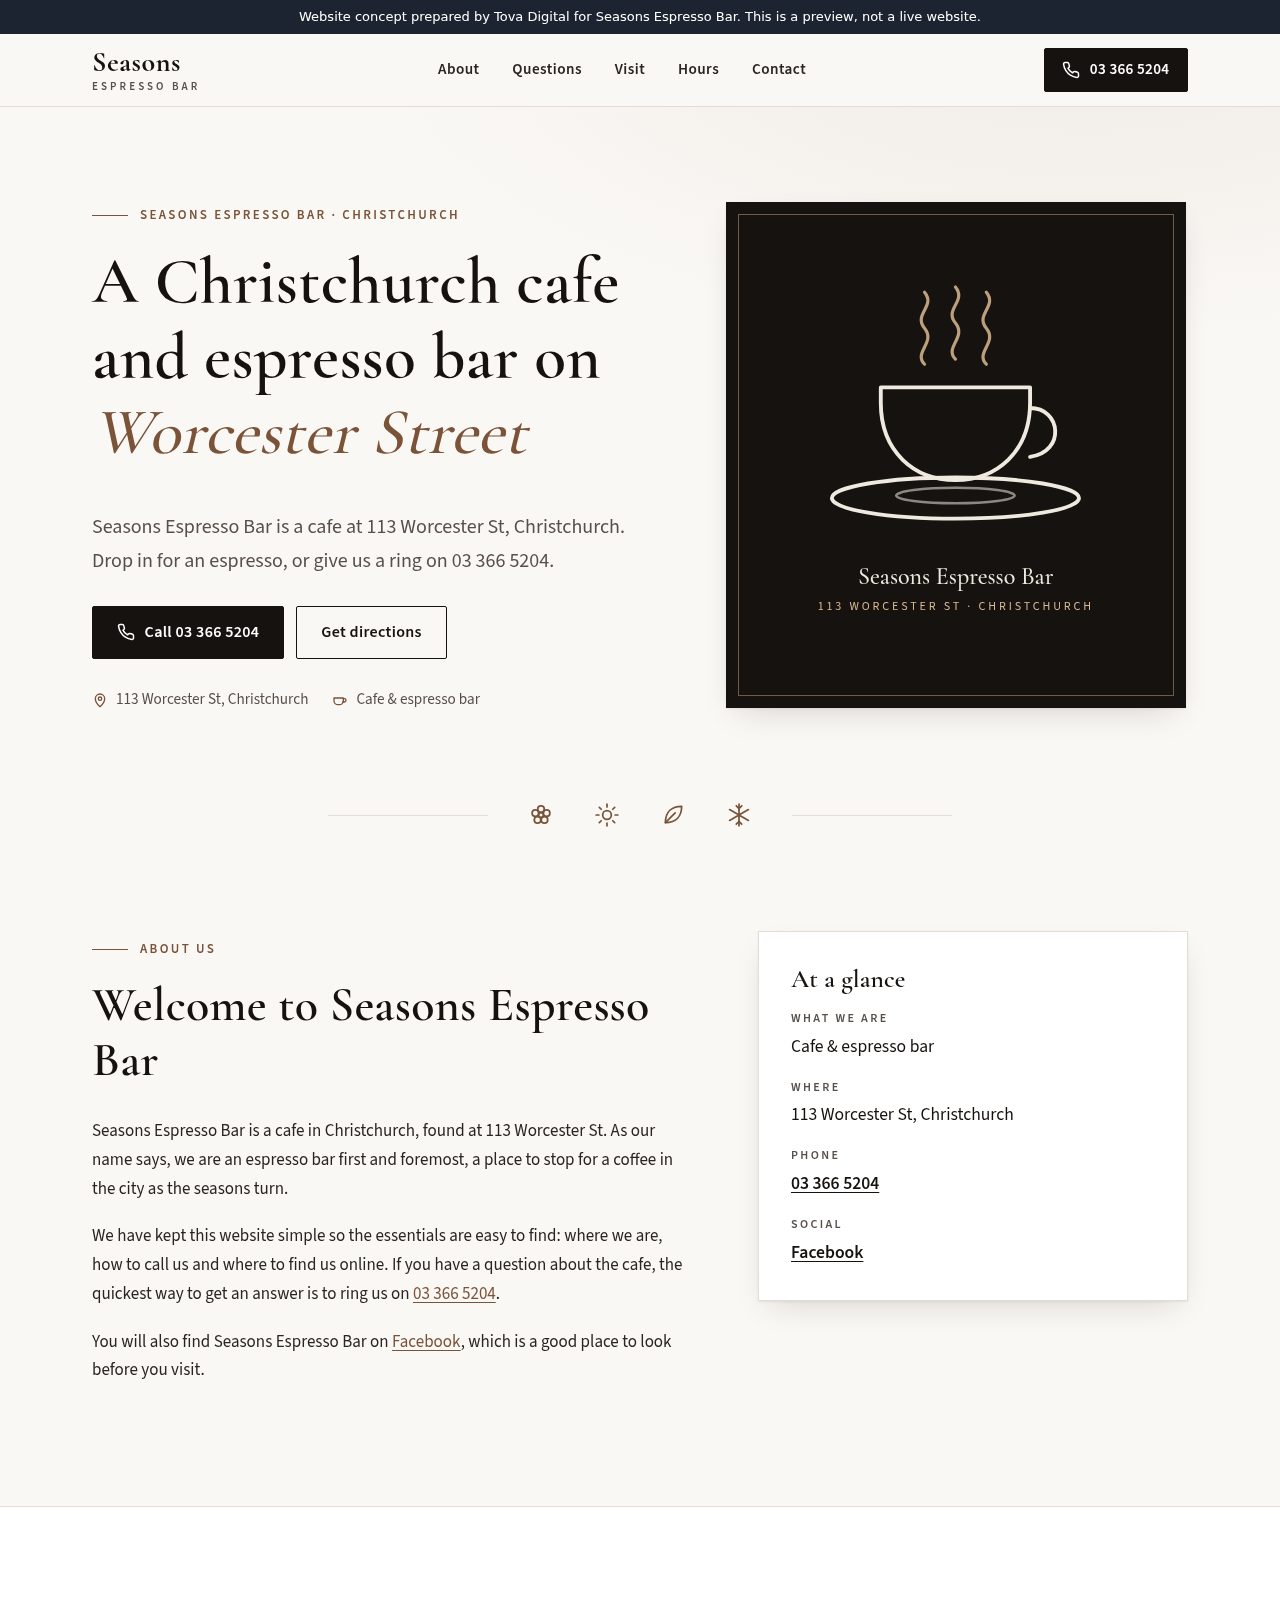 Website concept prepared by Tova Digital for Seasons Espresso Bar. This is a preview, not a live website.
Seasons
ESPRESSO BAR
About
Questions
Visit
Hours
Contact
03 366 5204
SEASONS ESPRESSO BAR · CHRISTCHURCH
A Christchurch cafe
and espresso bar on
Worcester Street
Seasons Espresso Bar is a cafe at 113 Worcester St, Christchurch.
Drop in for an espresso, or give us a ring on 03 366 5204.
Call 03 366 5204
Get directions
113 Worcester St, Christchurch
Cafe & espresso bar
Seasons Espresso Bar
113 WORCESTER ST · CHRISTCHURCH
ABOUT US
Welcome to Seasons Espresso
Bar
Seasons Espresso Bar is a cafe in Christchurch, found at 113 Worcester St. As our
name says, we are an espresso bar first and foremost, a place to stop for a coffee in
the city as the seasons turn.
We have kept this website simple so the essentials are easy to find: where we are,
how to call us and where to find us online. If you have a question about the cafe, the
quickest way to get an answer is to ring us on 03 366 5204.
You will also find Seasons Espresso Bar on Facebook, which is a good place to look
before you visit.
At a glance
WHAT WE ARE
Cafe & espresso bar
WHERE
113 Worcester St, Christchurch
PHONE
03 366 5204
SOCIAL
Facebook